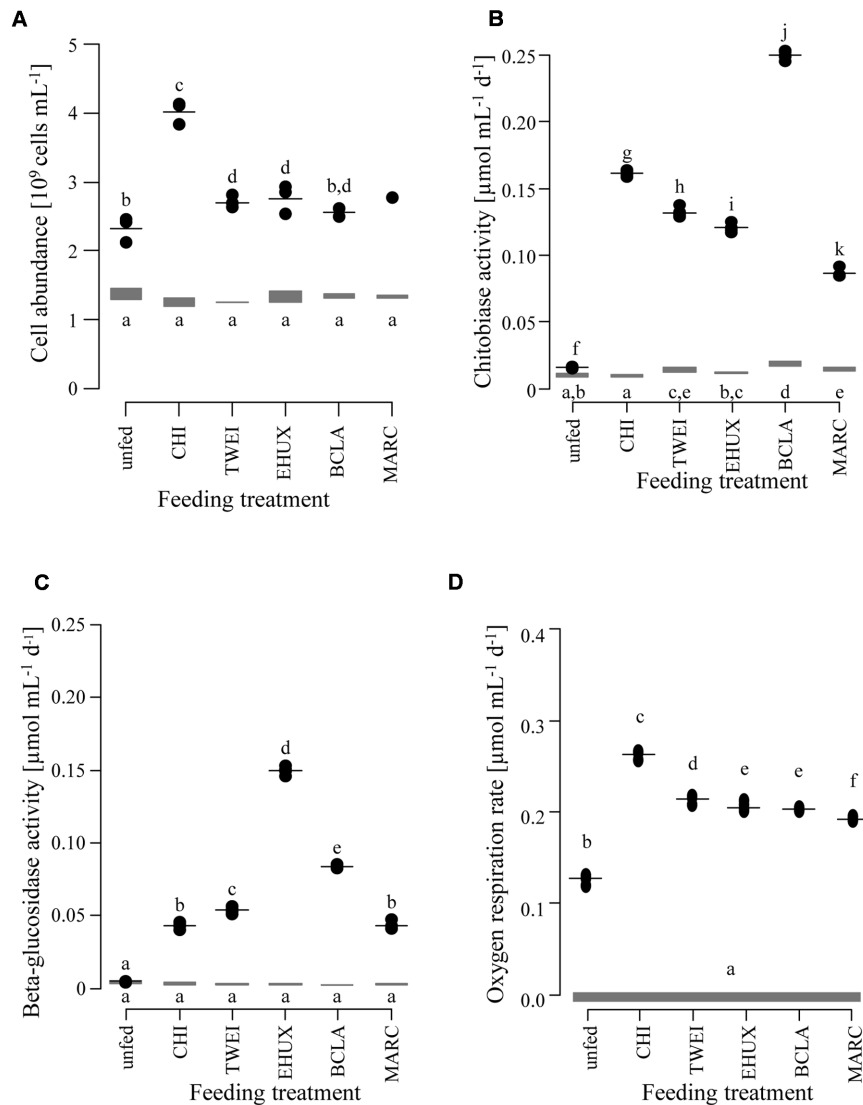 A
Cell abundance [10⁹ cells mL⁻¹]
5
4
3
2
1
0
b
c
d
d
b,d
a
a
a
a
a
a
unfed
CHI
TWEI
EHUX
BCLA
MARC
Feeding treatment
B
Chitobiase activity [µmol mL⁻¹ d⁻¹]
0.25
0.20
0.15
0.10
0.05
0
f
g
h
i
j
k
a,b
a
c,e
b,c
d
e
unfed
CHI
TWEI
EHUX
BCLA
MARC
Feeding treatment
C
Beta-glucosidase activity [µmol mL⁻¹ d⁻¹]
0.25
0.20
0.15
0.10
0.05
0
a
b
c
d
e
b
a
a
a
a
a
a
unfed
CHI
TWEI
EHUX
BCLA
MARC
Feeding treatment
D
Oxygen respiration rate [µmol mL⁻¹ d⁻¹]
0.4
0.3
0.2
0.1
0.0
b
c
d
e
e
f
a
unfed
CHI
TWEI
EHUX
BCLA
MARC
Feeding treatment